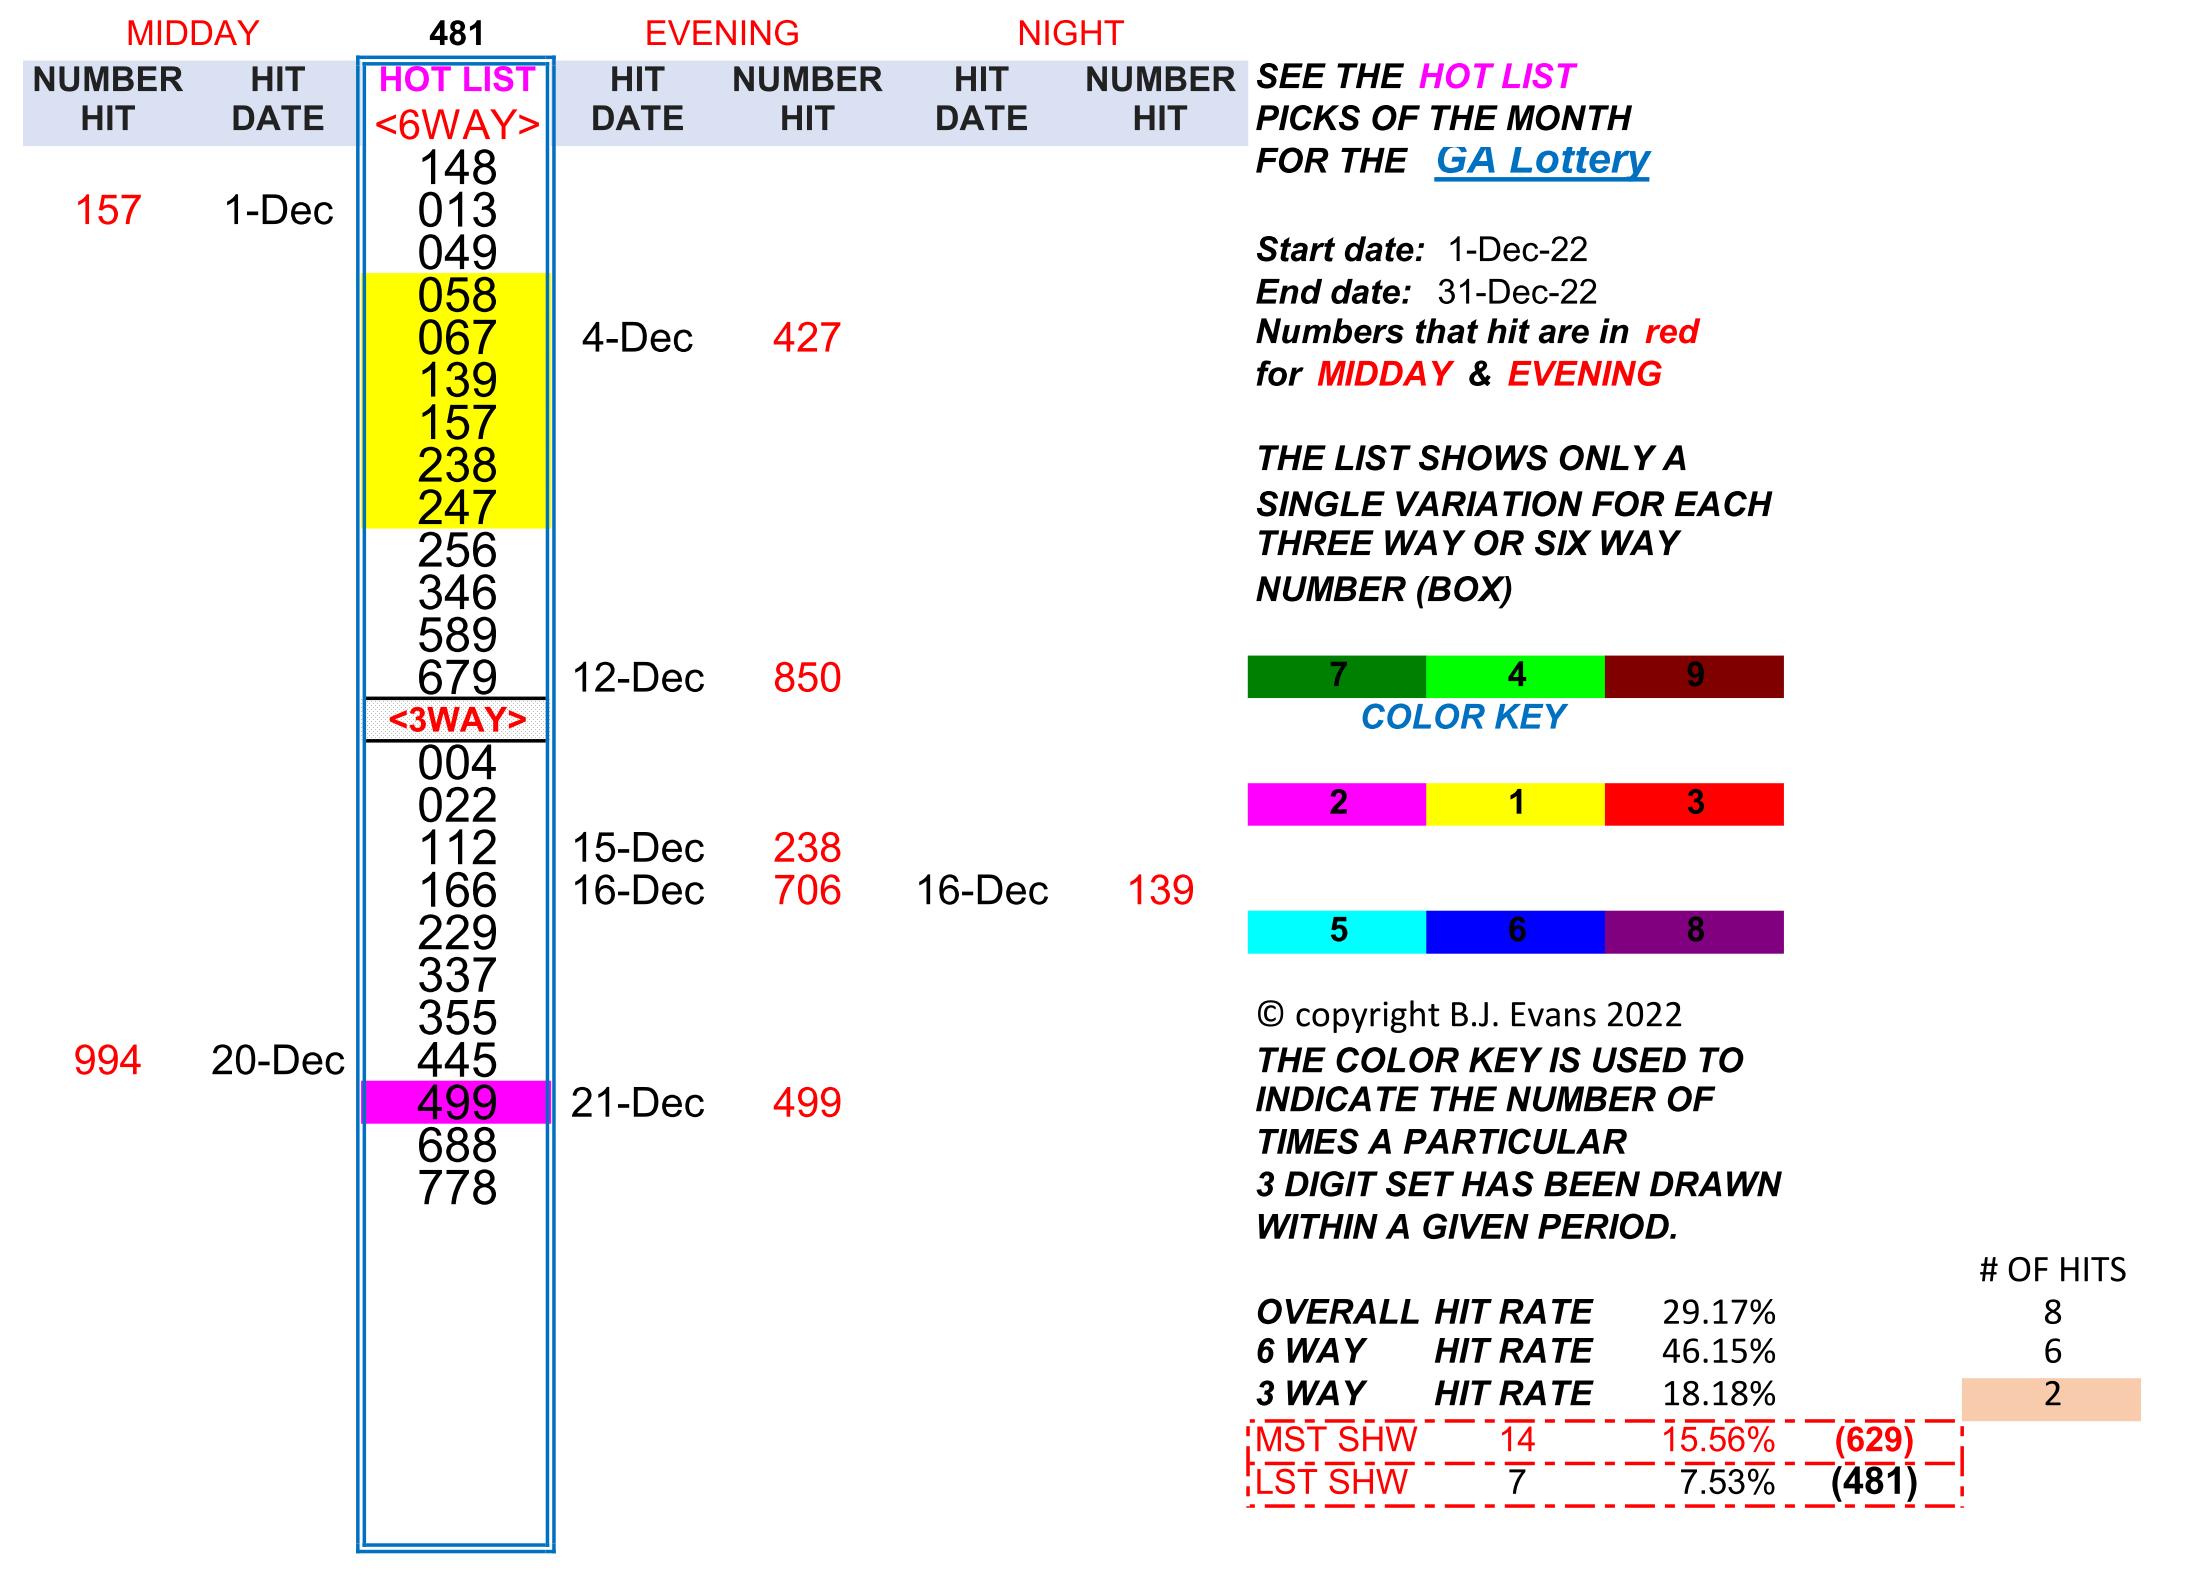 MIDDAY 481 EVENING NIGHT
NUMBER HIT HOT LIST HIT NUMBER HIT NUMBER SEE THE HOT LIST
HIT DATE <6WAY> DATE HIT DATE HIT PICKS OF THE MONTH
148 FOR THE GA Lottery
157 1-Dec 013
049 Start date: 1-Dec-22
058 End date: 31-Dec-22
067 4-Dec 427 Numbers that hit are in red
139 for MIDDAY & EVENING
157
238 THE LIST SHOWS ONLY A
247 SINGLE VARIATION FOR EACH
256 THREE WAY OR SIX WAY
346 NUMBER (BOX)
589
679 12-Dec 850 7 4 9
<3WAY> COLOR KEY
004
022 2 1 3
112 15-Dec 238
166 16-Dec 706 16-Dec 139
229 5 6 8
337
355 © copyright B.J. Evans 2022
994 20-Dec 445 THE COLOR KEY IS USED TO
499 21-Dec 499 INDICATE THE NUMBER OF
688 TIMES A PARTICULAR
778 3 DIGIT SET HAS BEEN DRAWN
WITHIN A GIVEN PERIOD.
# OF HITS
OVERALL HIT RATE 29.17% 8
6 WAY HIT RATE 46.15% 6
3 WAY HIT RATE 18.18% 2
MST SHW 14 15.56% (629)
LST SHW 7 7.53% (481)